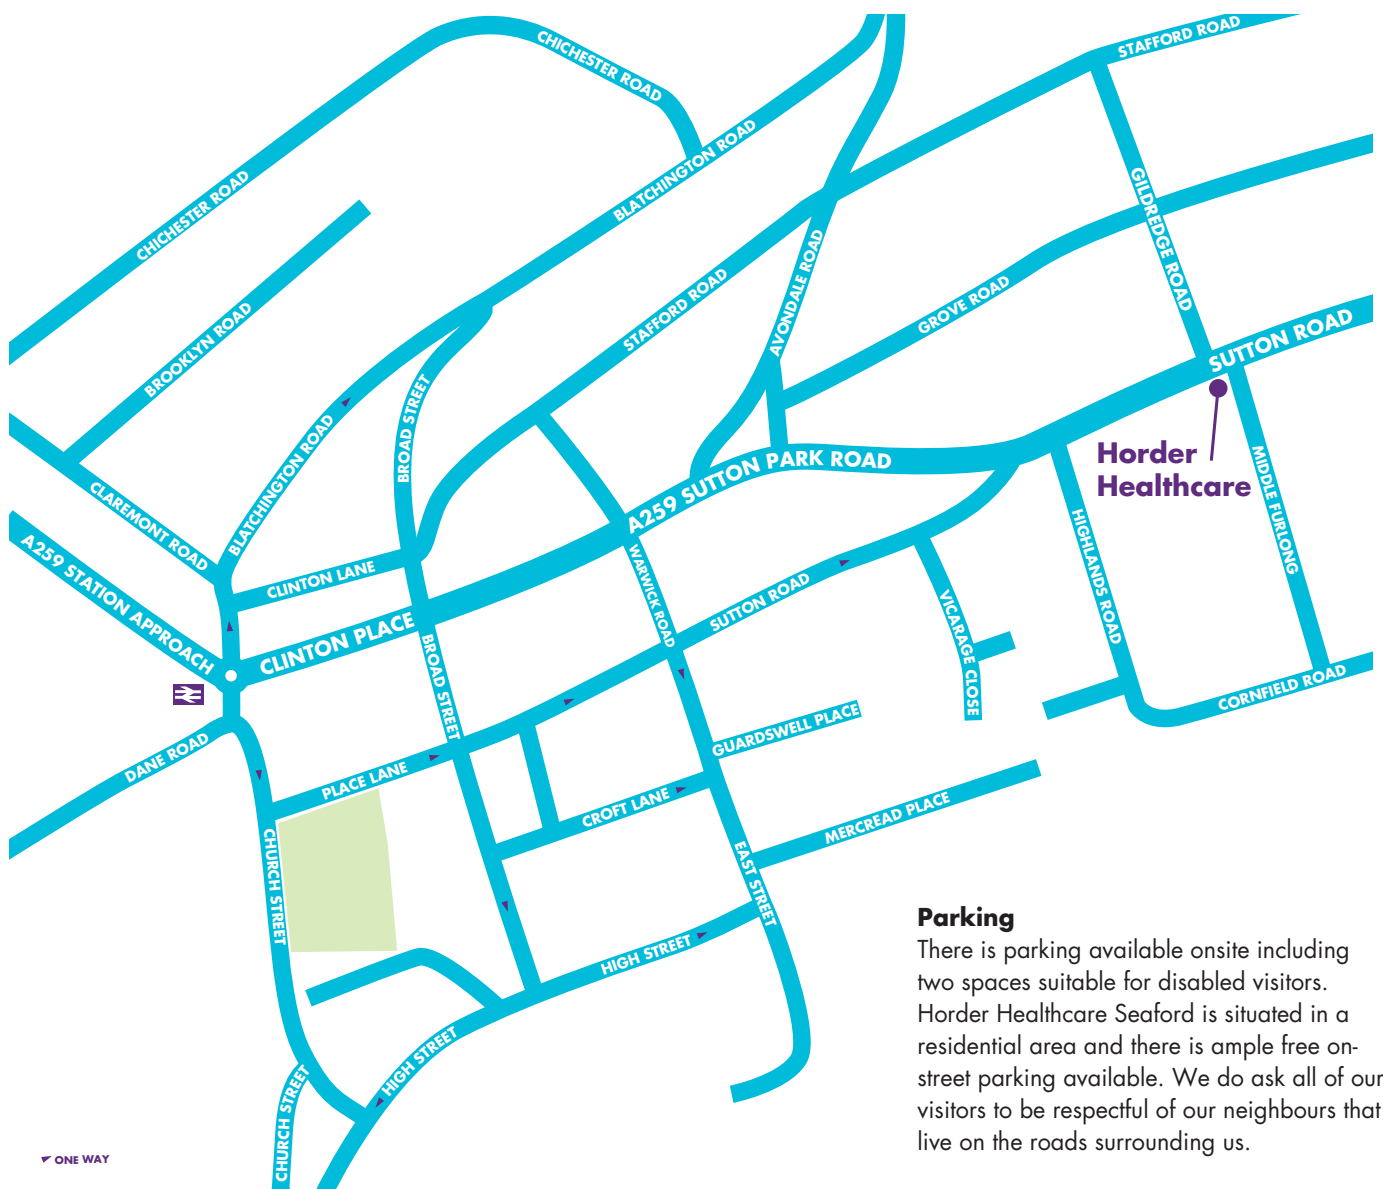 STAFFORD ROAD
CHICHESTER ROAD
BLATCHINGTON ROAD
CHICHESTER ROAD
GILDREDGE ROAD
AVONDALE ROAD
STAFFORD ROAD
GROVE ROAD
BROOKLYN ROAD
SUTTON ROAD
BROAD STREET
BLATCHINGTON ROAD
Horder
Healthcare
A259 SUTTON PARK ROAD
MIDDLE FURLONG
CLAREMONT ROAD
HIGHLANDS ROAD
A259 STATION APPROACH
CLINTON LANE
WARWICK ROAD
SUTTON ROAD
VICARAGE CLOSE
CLINTON PLACE
BROAD STREET
CORNFIELD ROAD
GUARDSWELL PLACE
DANE ROAD
PLACE LANE
CROFT LANE
MERCREAD PLACE
CHURCH STREET
EAST STREET
HIGH STREET
HIGH STREET
CHURCH STREET
Parking
There is parking available onsite including
two spaces suitable for disabled visitors.
Horder Healthcare Seaford is situated in a
residential area and there is ample free on-
street parking available. We do ask all of our
visitors to be respectful of our neighbours that
live on the roads surrounding us.
ONE WAY